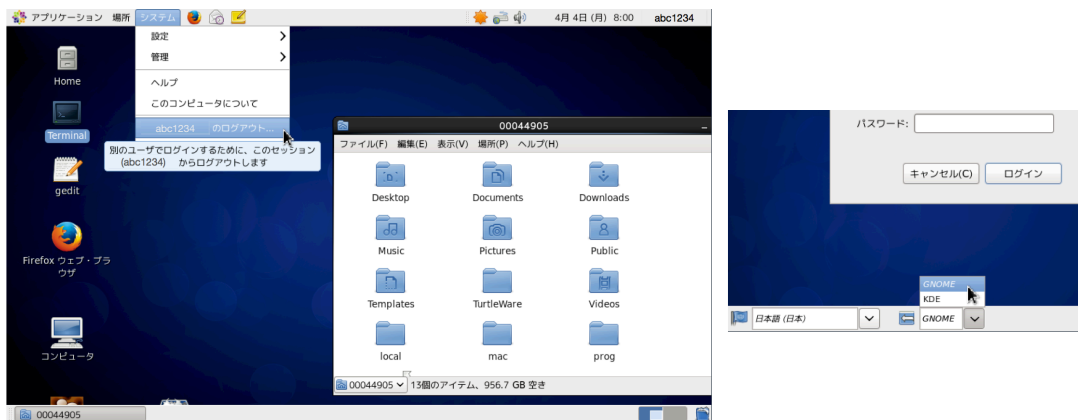 アプリケーション 場所 システム 4月 4日 (月) 8:00 abc1234
設定
管理
ヘルプ
このコンピュータについて
abc1234 のログアウト...
別のユーザでログインするために、このセッション
(abc1234) からログアウトします
Home
Terminal
gedit
Firefox ウェブ・ブラ
ウザ
コンピュータ
00044905
ファイル(F) 編集(E) 表示(V) 場所(P) ヘルプ(H)
Desktop Documents Downloads
Music Pictures Public
Templates TurtleWare Videos
local mac prog
00044905 13個のアイテム、956.7 GB 空き
00044905
パスワード:
キャンセル(C) ログイン
GNOME
KDE
日本語 (日本) GNOME